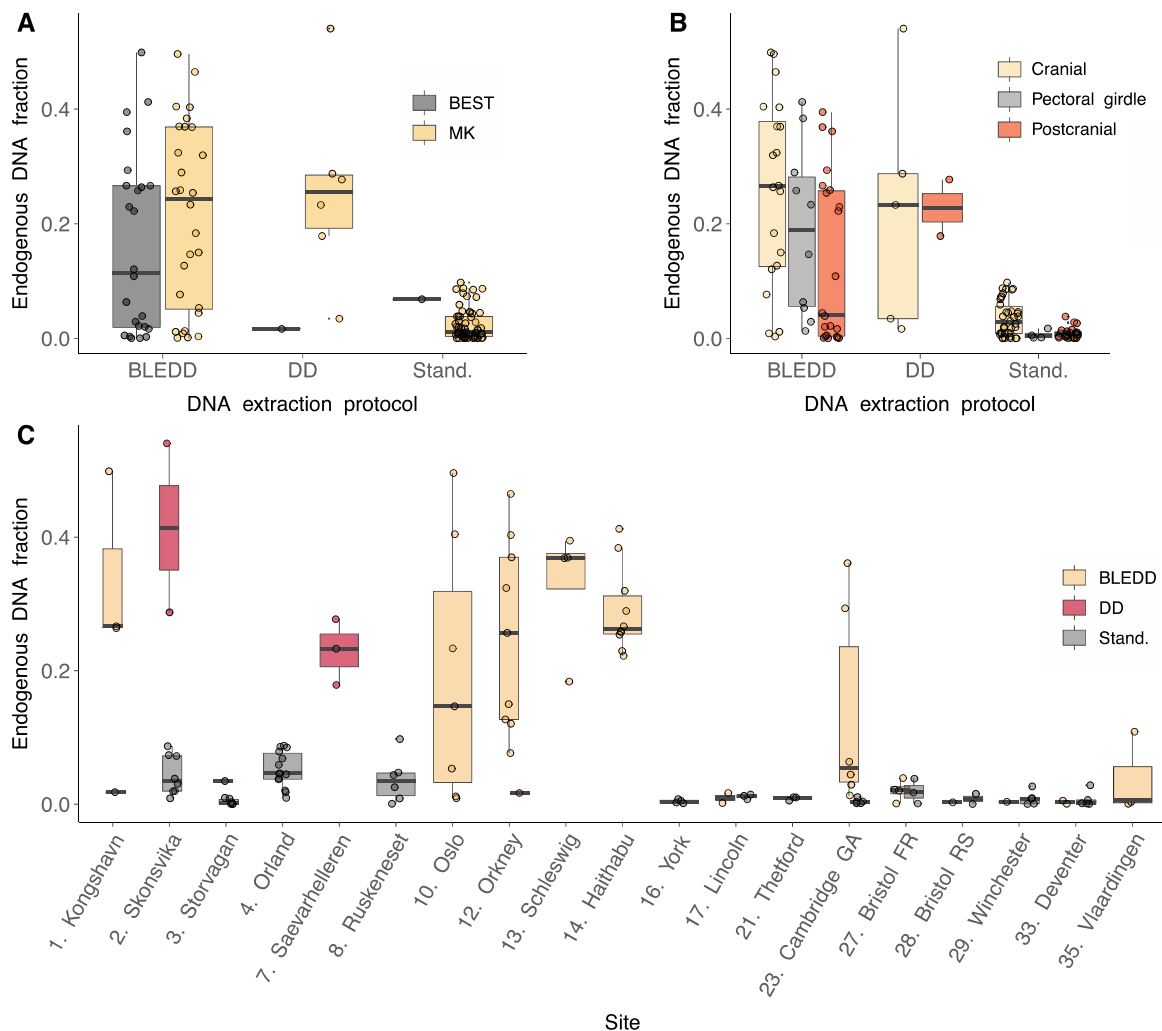 A
Endogenous DNA fraction
0.4
0.2
0.0
BEST
MK
BLEDD DD Stand.
DNA extraction protocol
B
Endogenous DNA fraction
0.4
0.2
0.0
Cranial
Pectoral girdle
Postcranial
BLEDD DD Stand.
DNA extraction protocol
C
Endogenous DNA fraction
0.4
0.2
0.0
BLEDD
DD
Stand.
1. Kongshavn
2. Skonsvika
3. Storvagan
4. Orland
7. Saevarhelleren
8. Ruskeneset
10. Oslo
12. Orkney
13. Schleswig
14. Haithabu
16. York
17. Lincoln
21. Thetford
23. Cambridge GA
27. Bristol FR
28. Bristol RS
29. Winchester
33. Deventer
35. Vlaardingen
Site